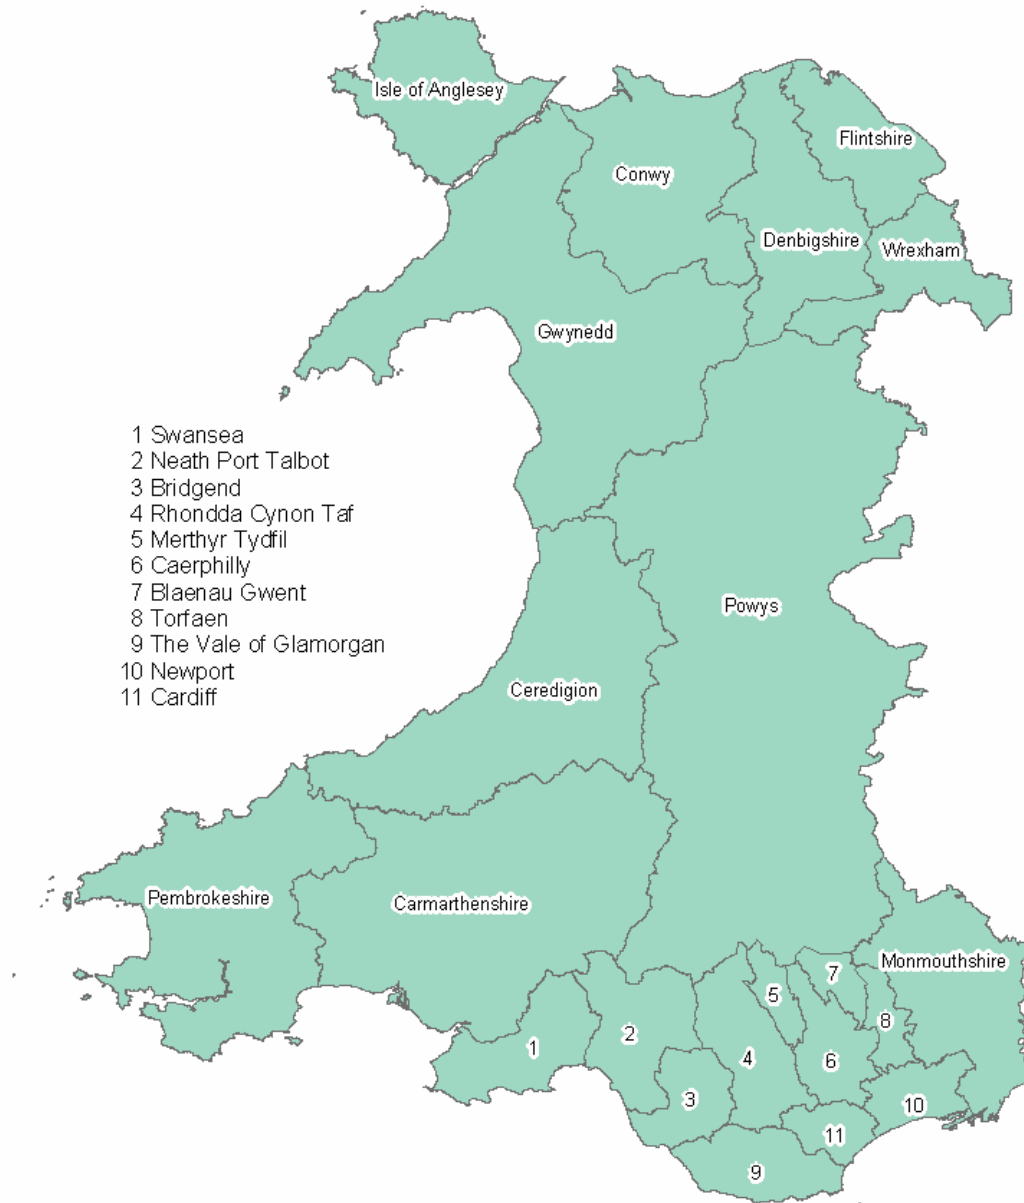 Isle of Anglesey
Flintshire
Conwy
Denbigshire
Wrexham
Gwynedd
1 Swansea
2 Neath Port Talbot
3 Bridgend
4 Rhondda Cynon Taf
5 Merthyr Tydfil
6 Caerphilly
7 Blaenau Gwent
8 Torfaen
9 The Vale of Glamorgan
10 Newport
11 Cardiff
Powys
Ceredigion
Pembrokeshire
Carmarthenshire
Monmouthshire
7
5
8
1
2
4
6
3
10
11
9